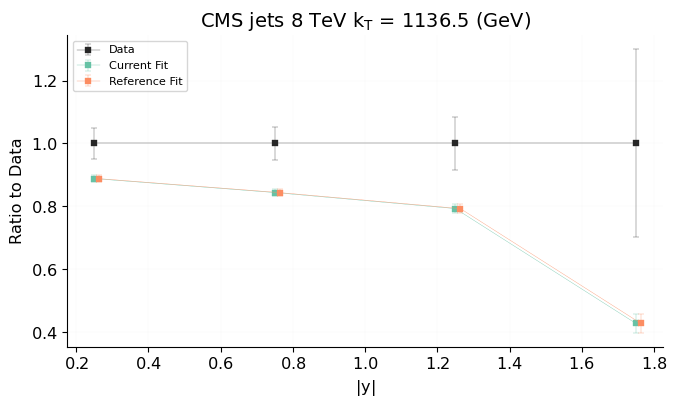 CMS jets 8 TeV k_T = 1136.5 (GeV)
Data
Current Fit
Reference Fit
Ratio to Data
1.2
1.0
0.8
0.6
0.4
0.2 0.4 0.6 0.8 1.0 1.2 1.4 1.6 1.8
|y|